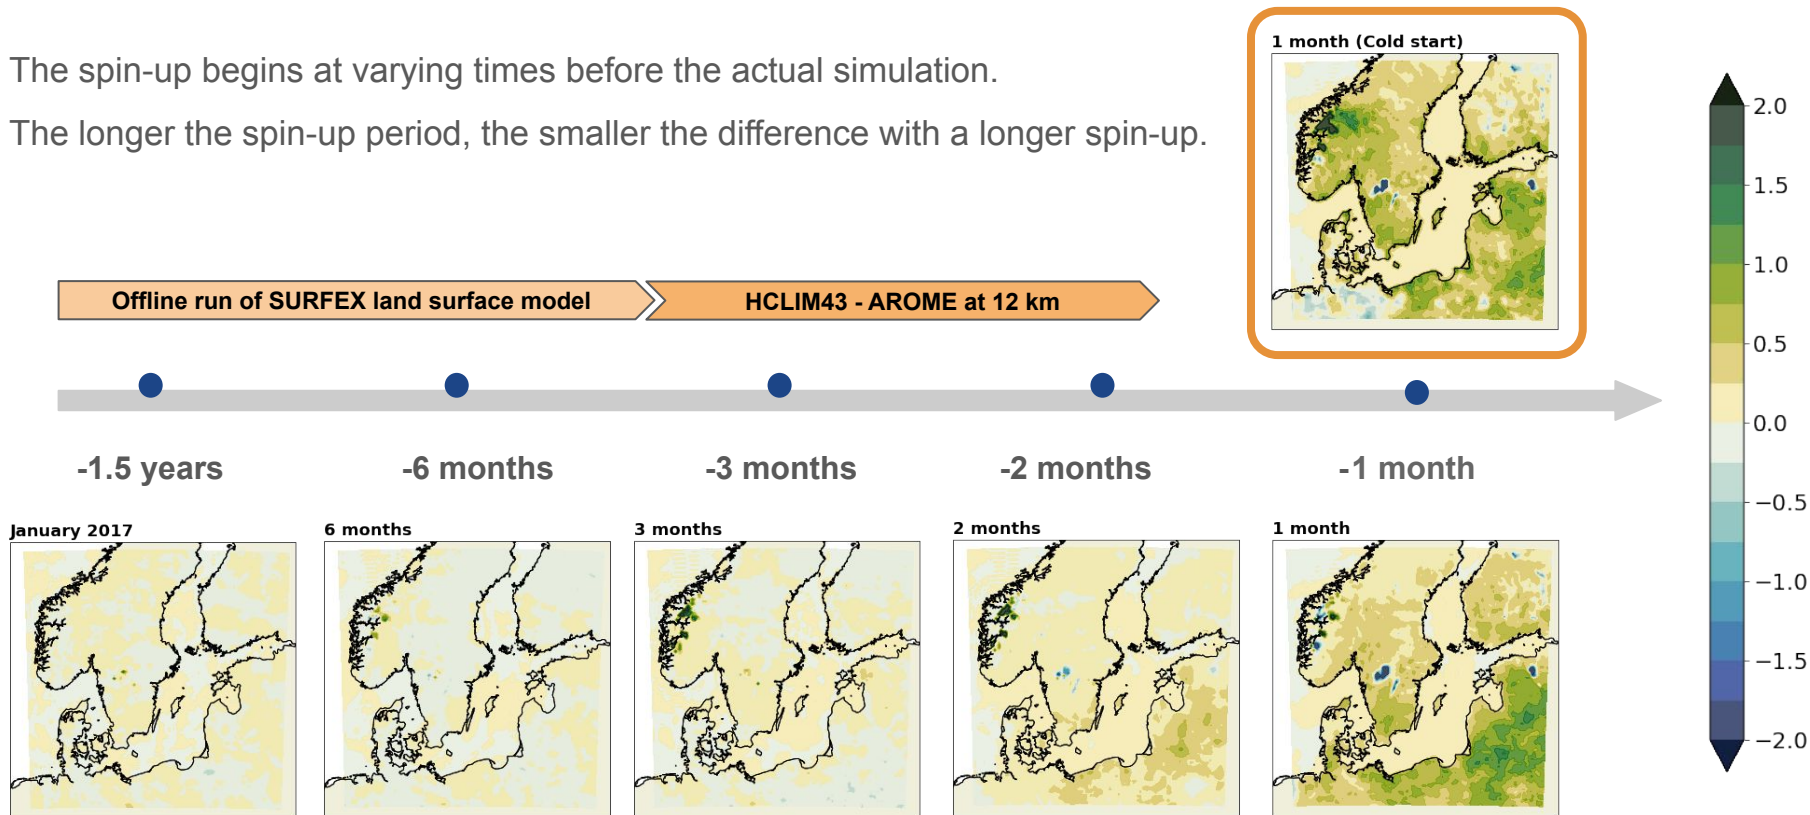 The spin-up begins at varying times before the actual simulation.
The longer the spin-up period, the smaller the difference with a longer spin-up.
1 month (Cold start)
Offline run of SURFEX land surface model
HCLIM43 - AROME at 12 km
-1.5 years
-6 months
-3 months
-2 months
-1 month
January 2017
6 months
3 months
2 months
1 month
2.0
1.5
1.0
0.5
0.0
−0.5
−1.0
−1.5
−2.0